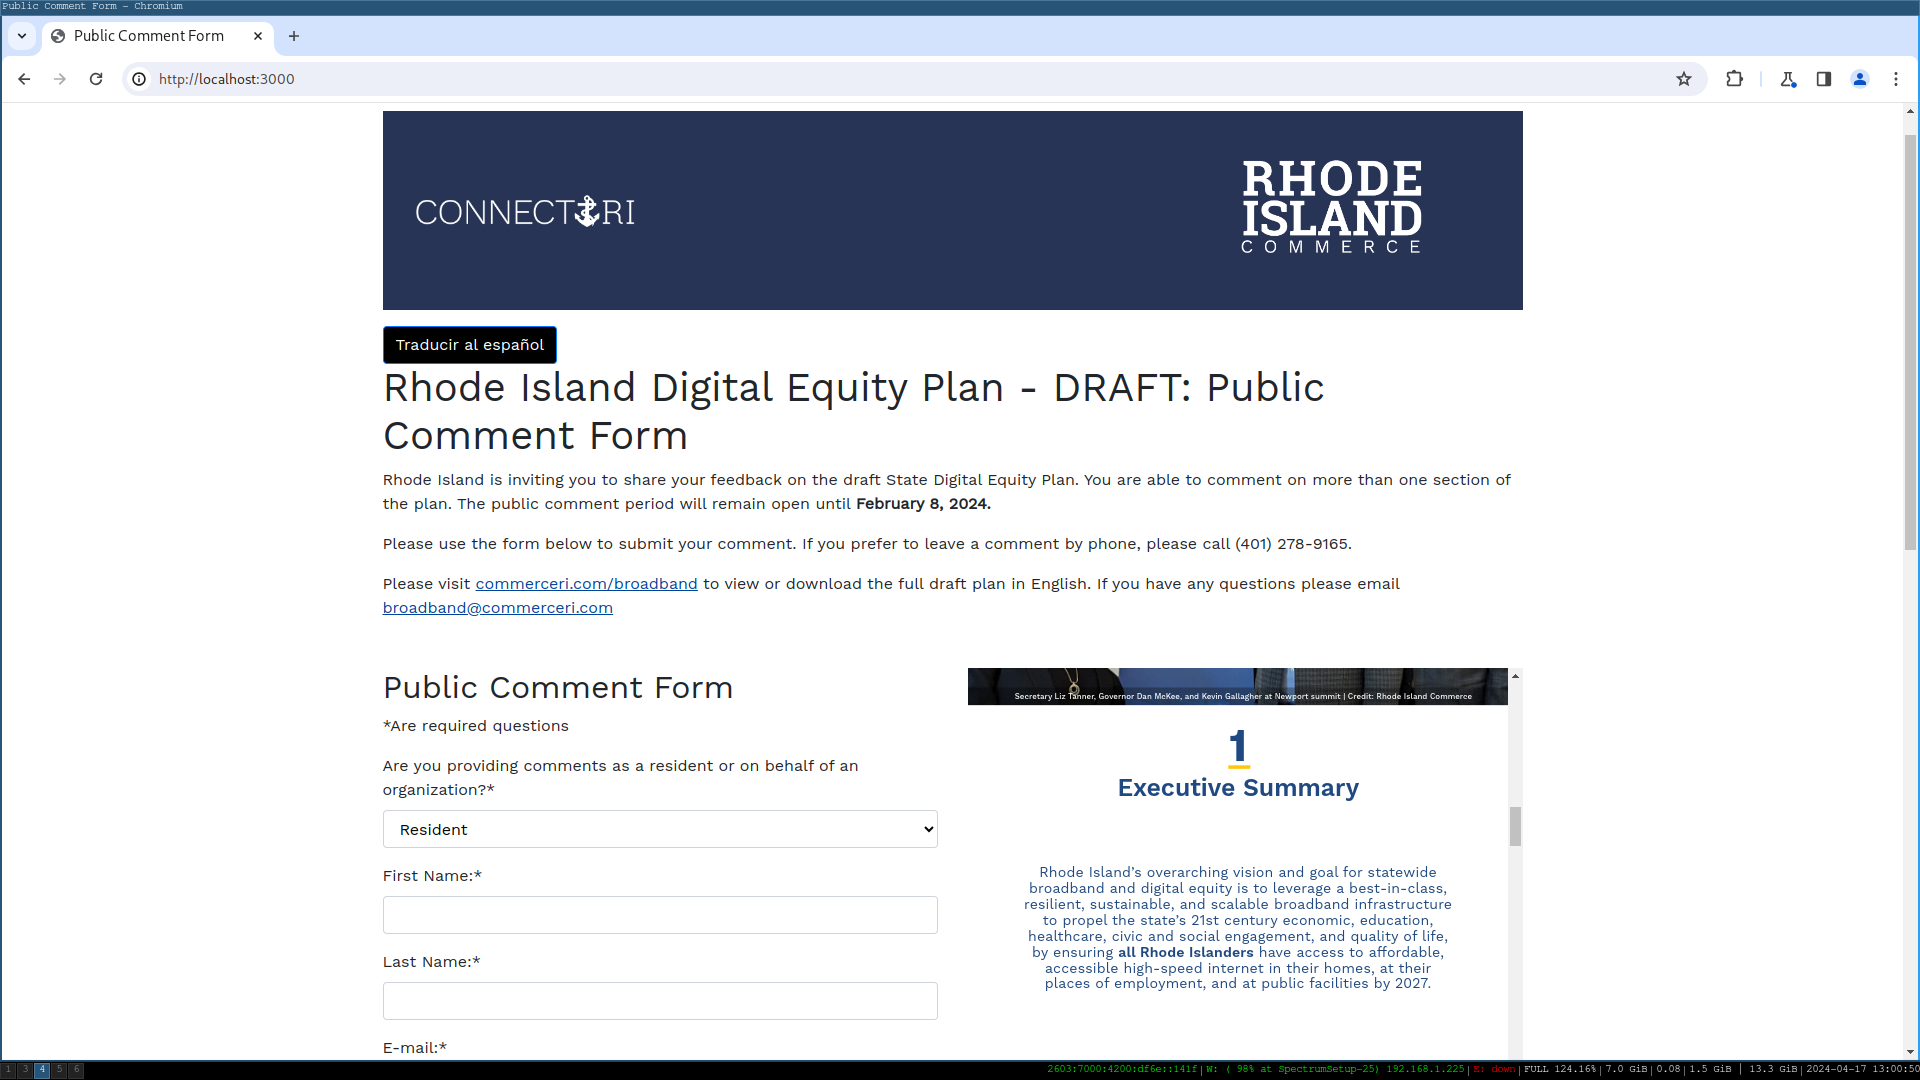 Public Comment Form - Chromium
Public Comment Form
http://localhost:3000
CONNECT RI
RHODE
ISLAND
COMMERCE
Traducir al español
Rhode Island Digital Equity Plan - DRAFT: Public
Comment Form
Rhode Island is inviting you to share your feedback on the draft State Digital Equity Plan. You are able to comment on more than one section of
the plan. The public comment period will remain open until February 8, 2024.
Please use the form below to submit your comment. If you prefer to leave a comment by phone, please call (401) 278-9165.
Please visit commerceri.com/broadband to view or download the full draft plan in English. If you have any questions please email
broadband@commerceri.com
Public Comment Form
*Are required questions
Are you providing comments as a resident or on behalf of an
organization?*
Resident
First Name:*
Last Name:*
E-mail:*
Secretary Liz Tanner, Governor Dan McKee, and Kevin Gallagher at Newport summit | Credit: Rhode Island Commerce
1
Executive Summary
Rhode Island's overarching vision and goal for statewide
broadband and digital equity is to leverage a best-in-class,
resilient, sustainable, and scalable broadband infrastructure
to propel the state's 21st century economic, education,
healthcare, civic and social engagement, and quality of life,
by ensuring all Rhode Islanders have access to affordable,
accessible high-speed internet in their homes, at their
places of employment, and at public facilities by 2027.
1 3 4 5 6
2603:7000:4200:df6e::141f|W: ( 98% at SpectrumSetup-25) 192.168.1.225|E: down|FULL 124.16%|7.0 GiB|0.08|1.5 GiB | 13.3 GiB|2024-04-17 13:00:50